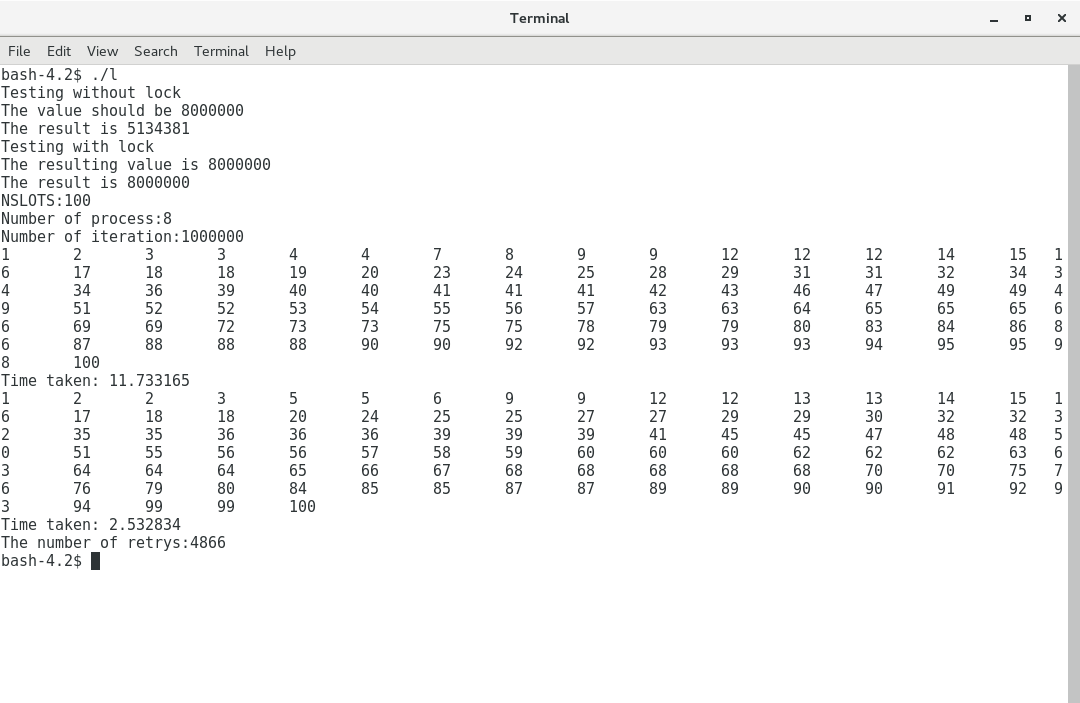 Terminal
File Edit View Search Terminal Help
bash-4.2$ ./l
Testing without lock
The value should be 8000000
The result is 5134381
Testing with lock
The resulting value is 8000000
The result is 8000000
NSLOTS:100
Number of process:8
Number of iteration:1000000
1 2 3 3 4 4 7 8 9 9 12 12 12 14 15 1
6 17 18 18 19 20 23 24 25 28 29 31 31 32 34 3
4 34 36 39 40 40 41 41 41 42 43 46 47 49 49 4
9 51 52 52 53 54 55 56 57 63 63 64 65 65 65 6
6 69 69 72 73 73 75 75 78 79 79 80 83 84 86 8
6 87 88 88 88 90 90 92 92 93 93 93 94 95 95 9
8 100
Time taken: 11.733165
1 2 2 3 5 5 6 9 9 12 12 13 13 14 15 1
6 17 18 18 20 24 25 25 27 27 29 29 30 32 32 3
2 35 35 36 36 36 39 39 39 41 45 45 47 48 48 5
0 51 55 56 56 57 58 59 60 60 60 62 62 62 63 6
3 64 64 64 65 66 67 68 68 68 68 68 70 70 75 7
6 76 79 80 84 85 85 87 87 89 89 90 90 91 92 9
3 94 99 99 100
Time taken: 2.532834
The number of retrys:4866
bash-4.2$